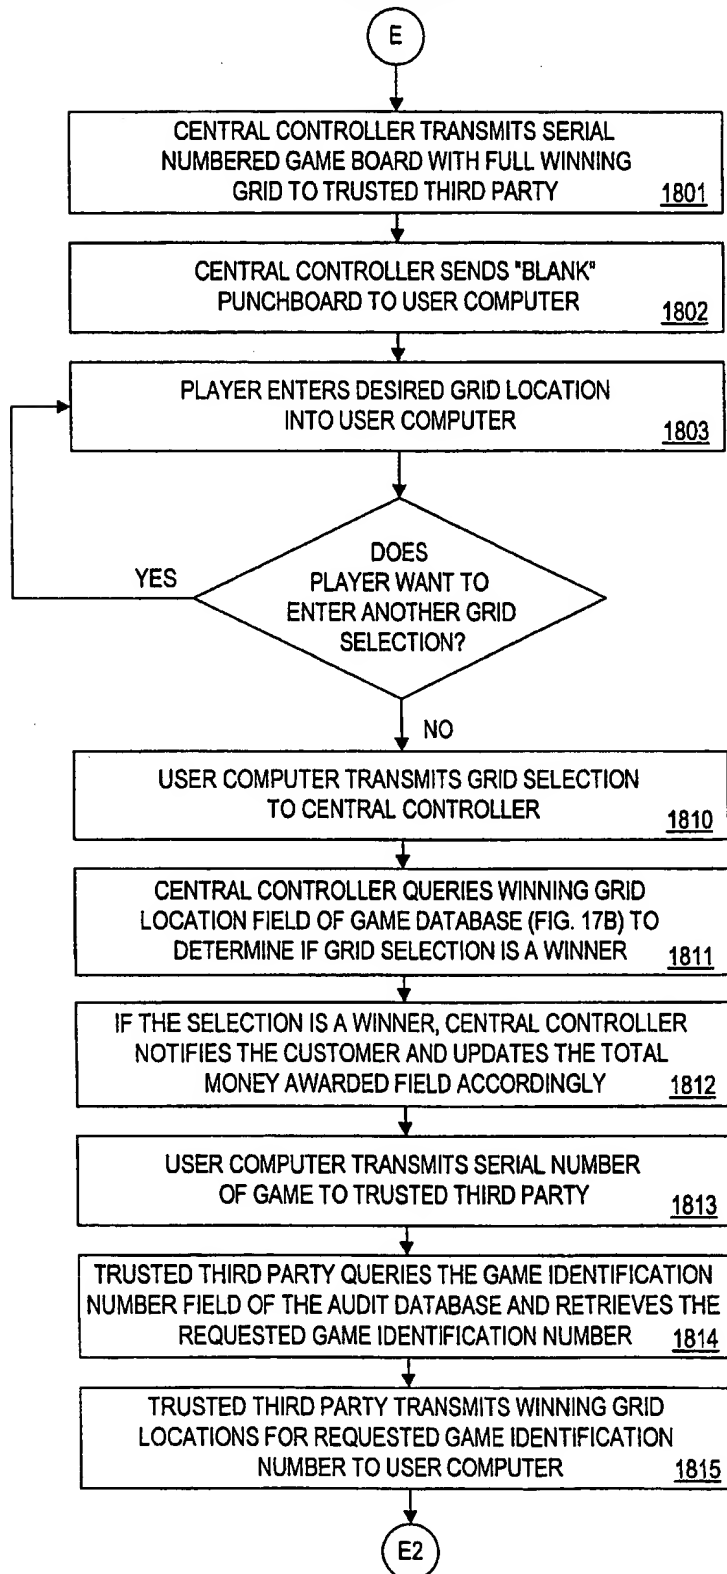 E
CENTRAL CONTROLLER TRANSMITS SERIAL
NUMBERED GAME BOARD WITH FULL WINNING
GRID TO TRUSTED THIRD PARTY
1801
CENTRAL CONTROLLER SENDS "BLANK"
PUNCHBOARD TO USER COMPUTER
1802
PLAYER ENTERS DESIRED GRID LOCATION
INTO USER COMPUTER
1803
DOES
PLAYER WANT TO
ENTER ANOTHER GRID
SELECTION?
YES
NO
USER COMPUTER TRANSMITS GRID SELECTION
TO CENTRAL CONTROLLER
1810
CENTRAL CONTROLLER QUERIES WINNING GRID
LOCATION FIELD OF GAME DATABASE (FIG. 17B) TO
DETERMINE IF GRID SELECTION IS A WINNER
1811
IF THE SELECTION IS A WINNER, CENTRAL CONTROLLER
NOTIFIES THE CUSTOMER AND UPDATES THE TOTAL
MONEY AWARDED FIELD ACCORDINGLY
1812
USER COMPUTER TRANSMITS SERIAL NUMBER
OF GAME TO TRUSTED THIRD PARTY
1813
TRUSTED THIRD PARTY QUERIES THE GAME IDENTIFICATION
NUMBER FIELD OF THE AUDIT DATABASE AND RETRIEVES THE
REQUESTED GAME IDENTIFICATION NUMBER
1814
TRUSTED THIRD PARTY TRANSMITS WINNING GRID
LOCATIONS FOR REQUESTED GAME IDENTIFICATION
NUMBER TO USER COMPUTER
1815
E2